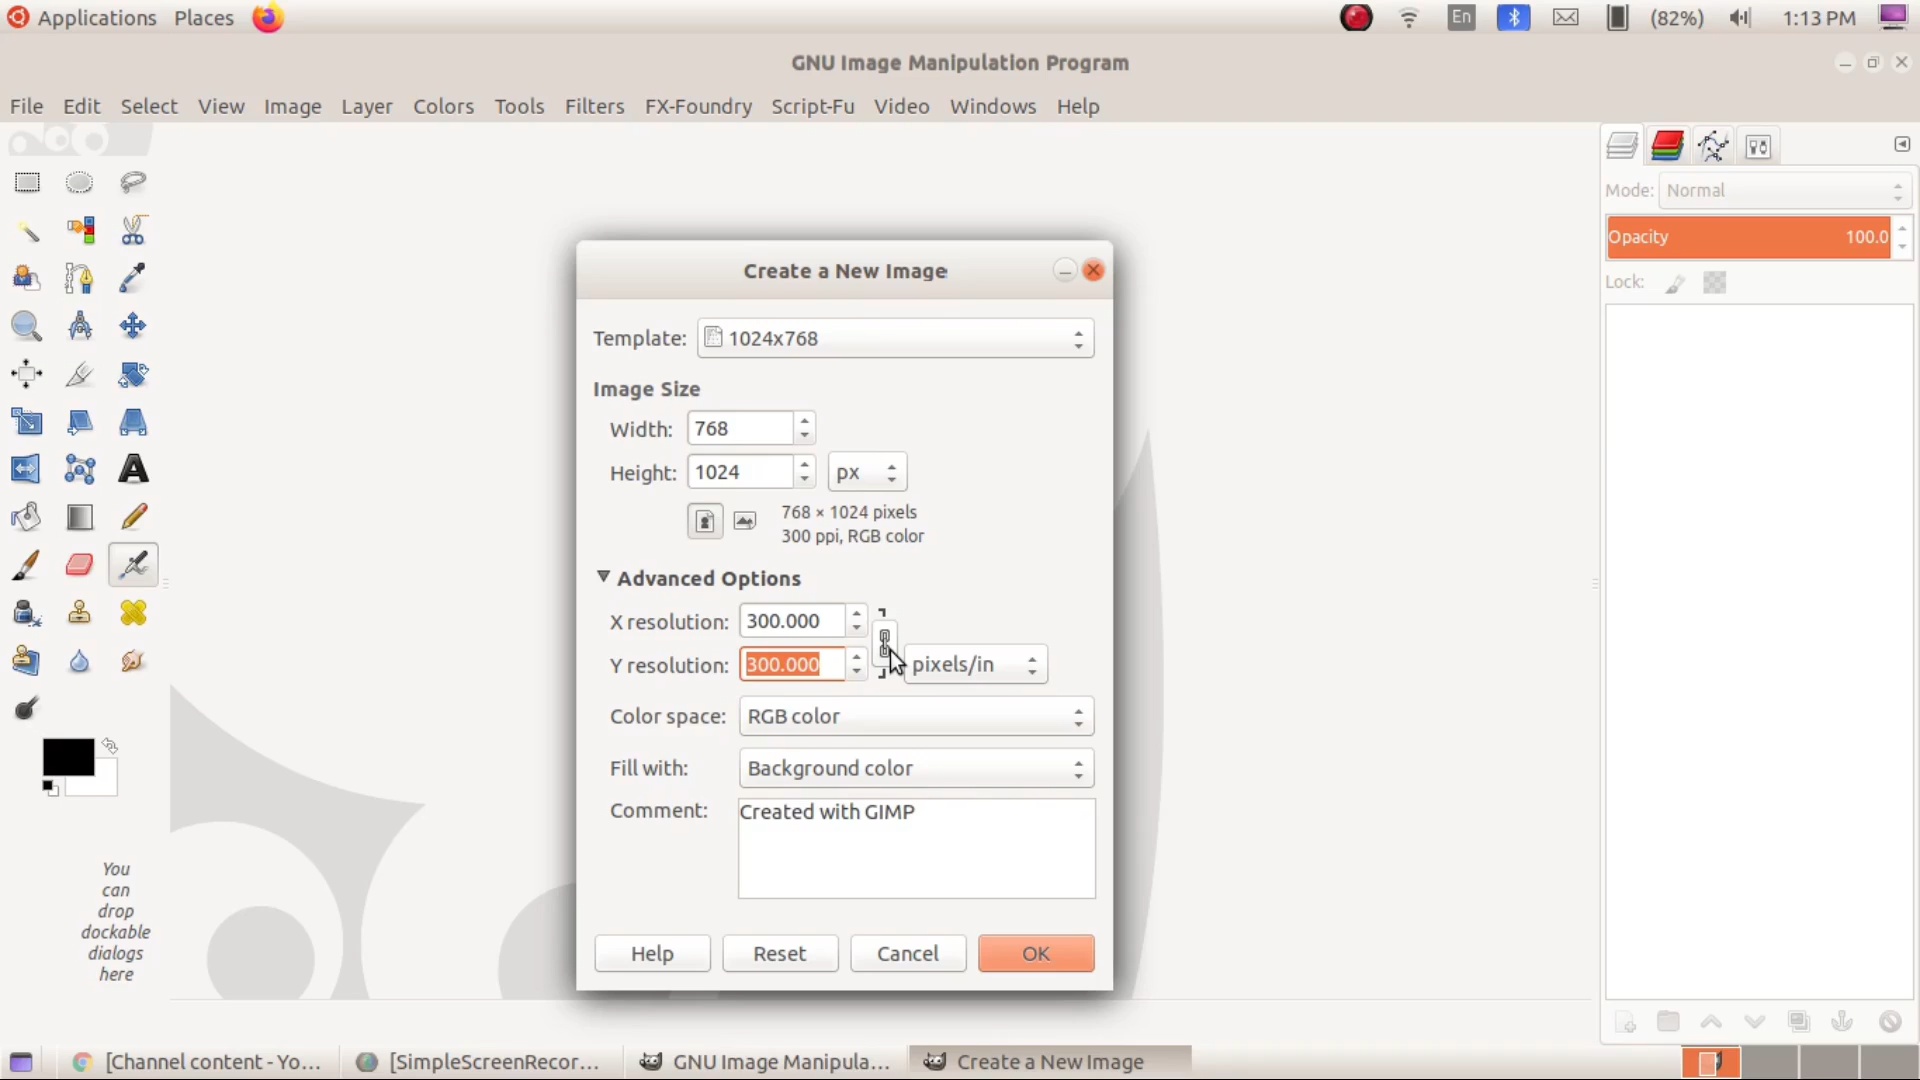 Applications Places En (82%) 1:13 PM
GNU Image Manipulation Program
File Edit Select View Image Layer Colors Tools Filters FX-Foundry Script-Fu Video Windows Help
Mode: Normal
Opacity 100.0
Lock:
Create a New Image
Template: 1024x768
Image Size
Width: 768
Height: 1024 px
768 × 1024 pixels
300 ppi, RGB color
Advanced Options
X resolution: 300.000
Y resolution: 300.000 pixels/in
Color space: RGB color
Fill with: Background color
Comment: Created with GIMP
Help Reset Cancel OK
You
can
drop
dockable
dialogs
here
[Channel content - Yo... [SimpleScreenRecor... GNU Image Manipula... Create a New Image